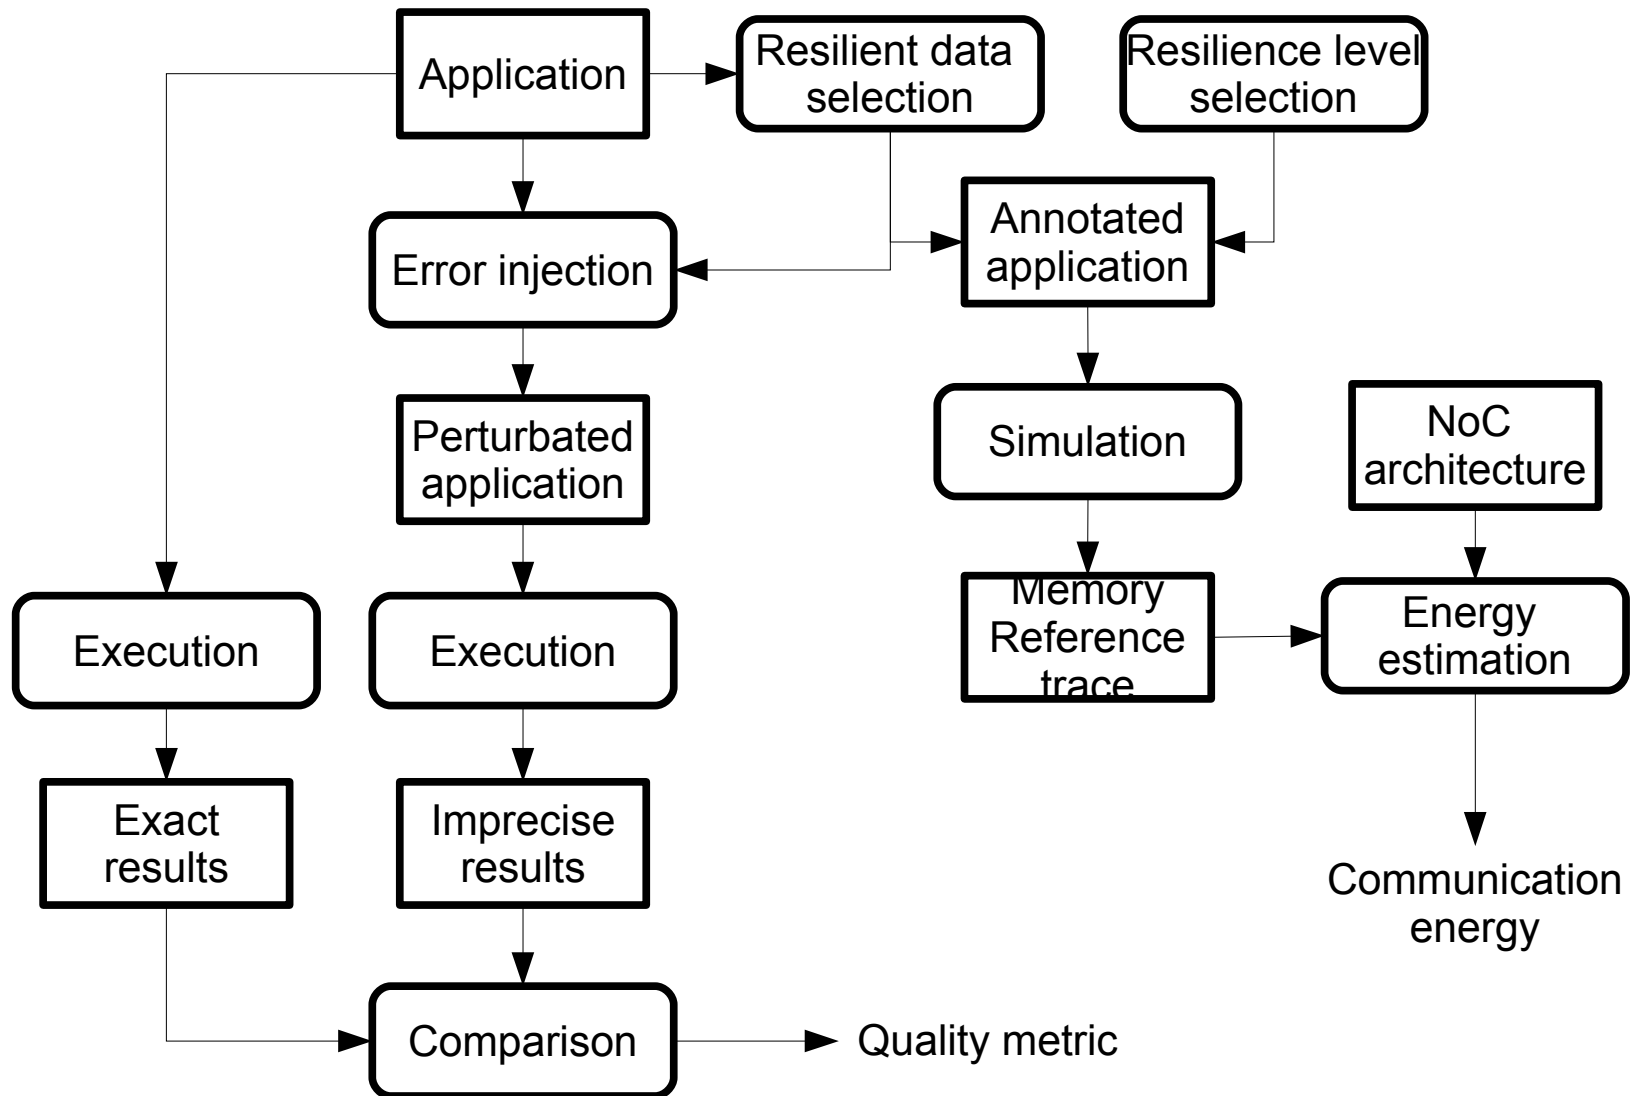 Application
Resilient data
selection
Resilience level
selection
Annotated
application
Error injection
Perturbated
application
Simulation
NoC
architecture
Execution
Execution
Memory
Reference
trace
Energy
estimation
Exact
results
Imprecise
results
Communication
energy
Comparison
Quality metric